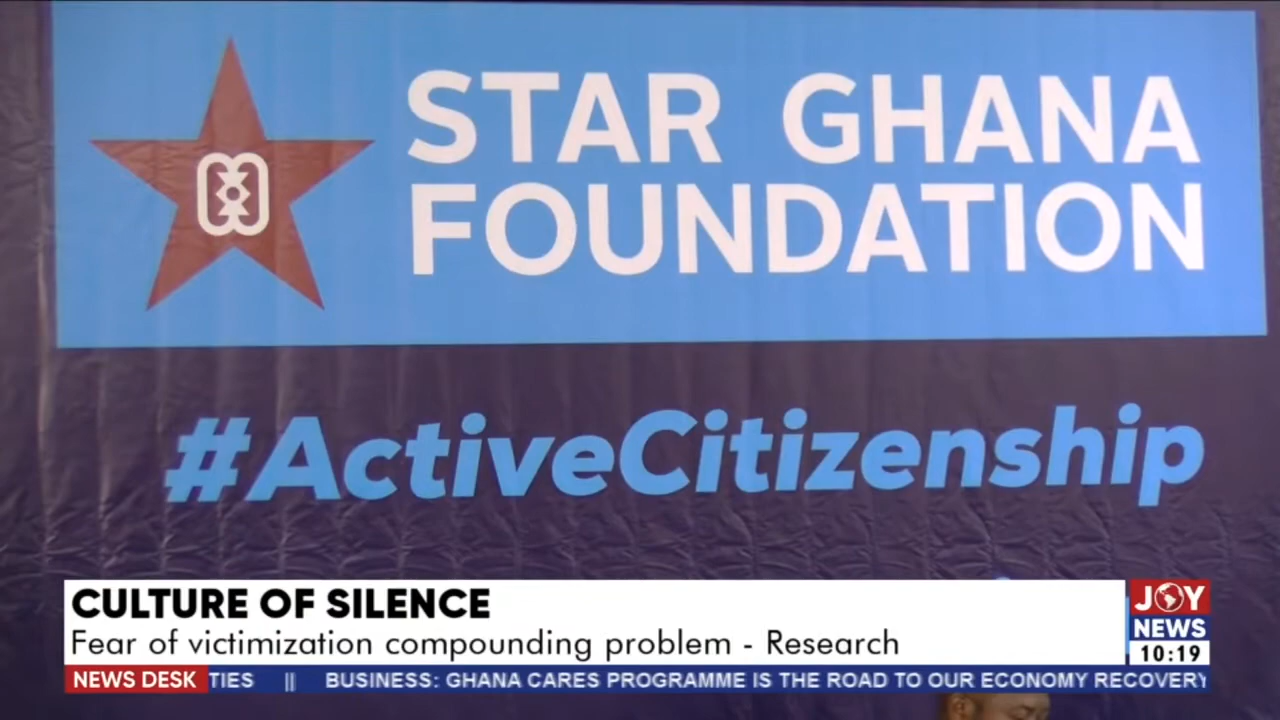 STAR GHANA
FOUNDATION
#ActiveCitizenship
CULTURE OF SILENCE
Fear of victimization compounding problem - Research
JOY
NEWS
10:19
NEWS DESK TIES || BUSINESS: GHANA CARES PROGRAMME IS THE ROAD TO OUR ECONOMY RECOVERY